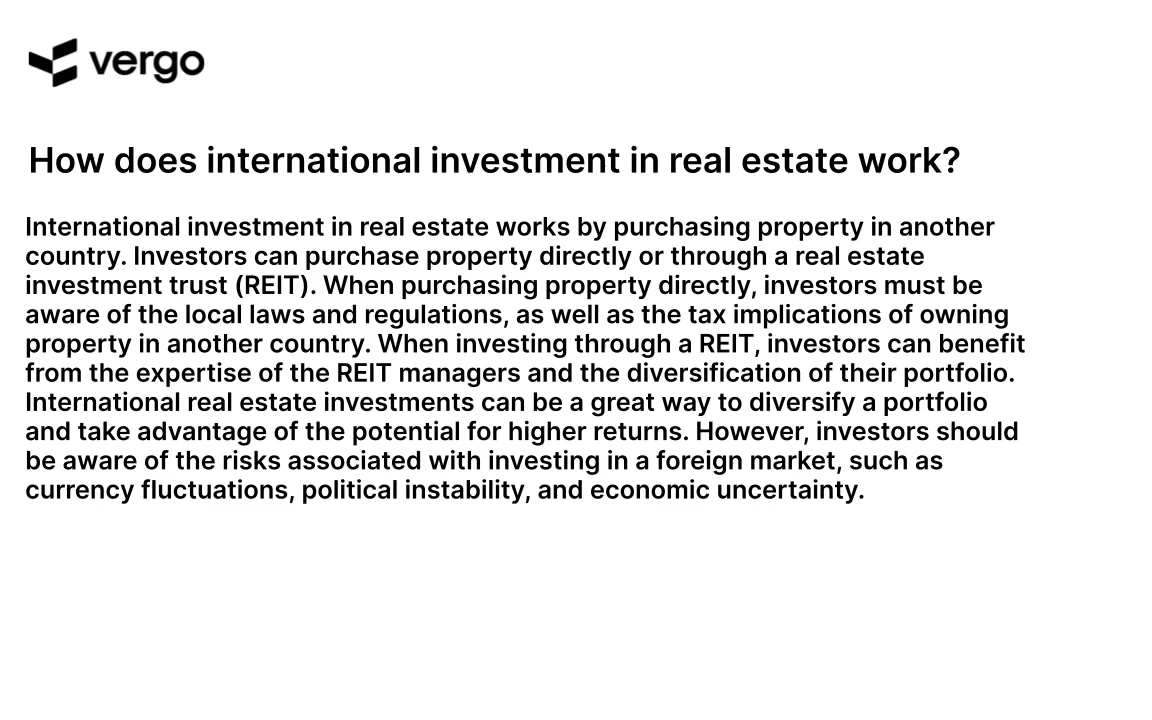 vergo
How does international investment in real estate work?
International investment in real estate works by purchasing property in another
country. Investors can purchase property directly or through a real estate
investment trust (REIT). When purchasing property directly, investors must be
aware of the local laws and regulations, as well as the tax implications of owning
property in another country. When investing through a REIT, investors can benefit
from the expertise of the REIT managers and the diversification of their portfolio.
International real estate investments can be a great way to diversify a portfolio
and take advantage of the potential for higher returns. However, investors should
be aware of the risks associated with investing in a foreign market, such as
currency fluctuations, political instability, and economic uncertainty.